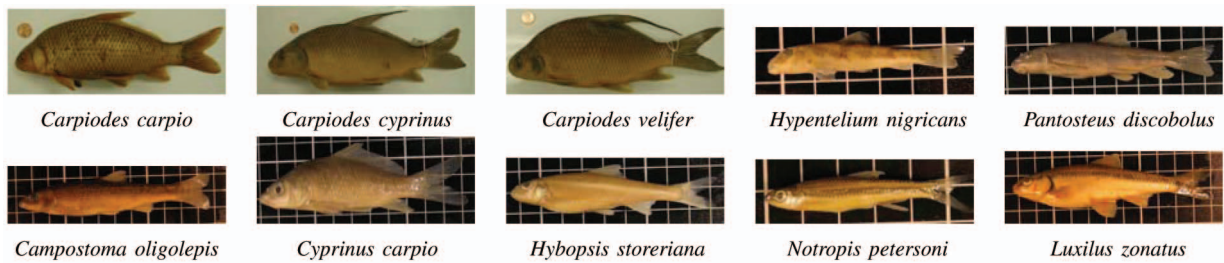 Carpiodes carpio
Carpiodes cyprinus
Carpiodes velifer
Hypentelium nigricans
Pantosteus discobolus
Campostoma oligolepis
Cyprinus carpio
Hybopsis storeriana
Notropis petersoni
Luxilus zonatus